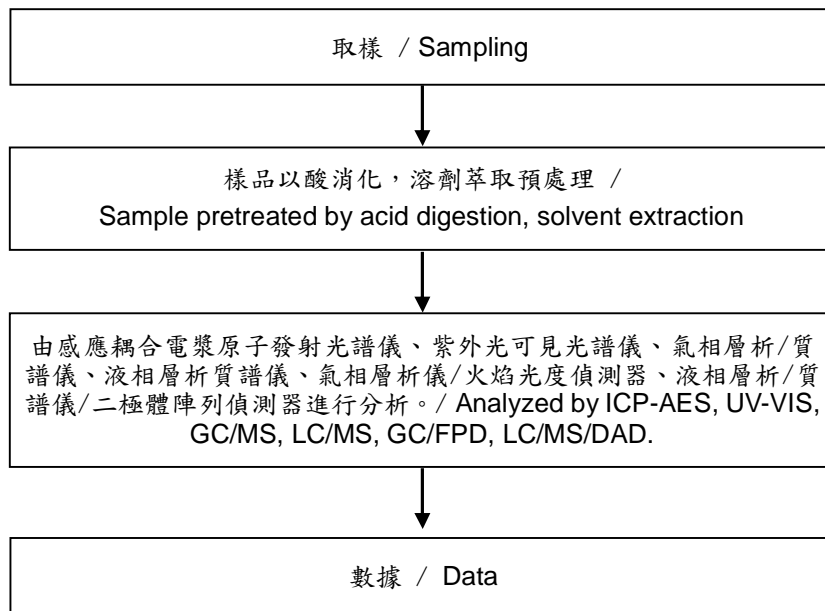 取樣 / Sampling
樣品以酸消化，溶劑萃取預處理 /
Sample pretreated by acid digestion, solvent extraction
由感應耦合電漿原子發射光譜儀、紫外光可見光譜儀、氣相層析/質
譜儀、液相層析質譜儀、氣相層析儀/火焰光度偵測器、液相層析/質
譜儀/二極體陣列偵測器進行分析。/ Analyzed by ICP-AES, UV-VIS,
GC/MS, LC/MS, GC/FPD, LC/MS/DAD.
數據 / Data